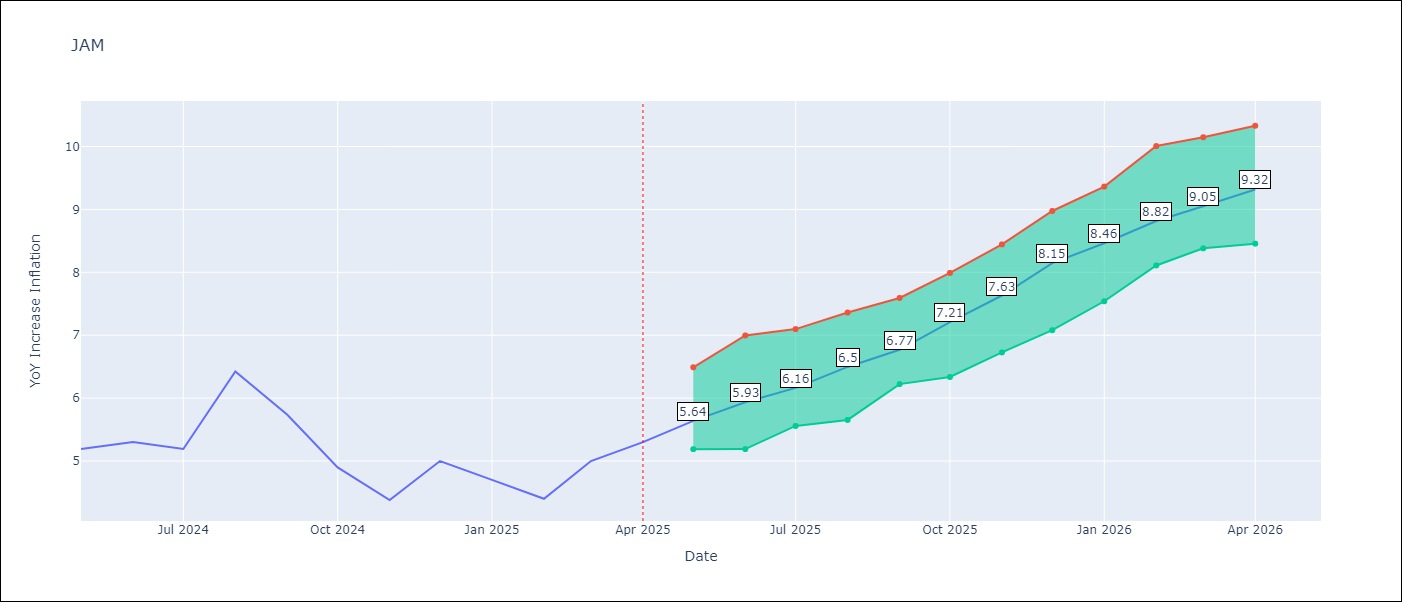 JAM
YoY Increase Inflation
10
9
8
7
6
5
5.64
5.93
6.16
6.5
6.77
7.21
7.63
8.15
8.46
8.82
9.05
9.32
Jul 2024
Oct 2024
Jan 2025
Apr 2025
Jul 2025
Oct 2025
Jan 2026
Apr 2026
Date